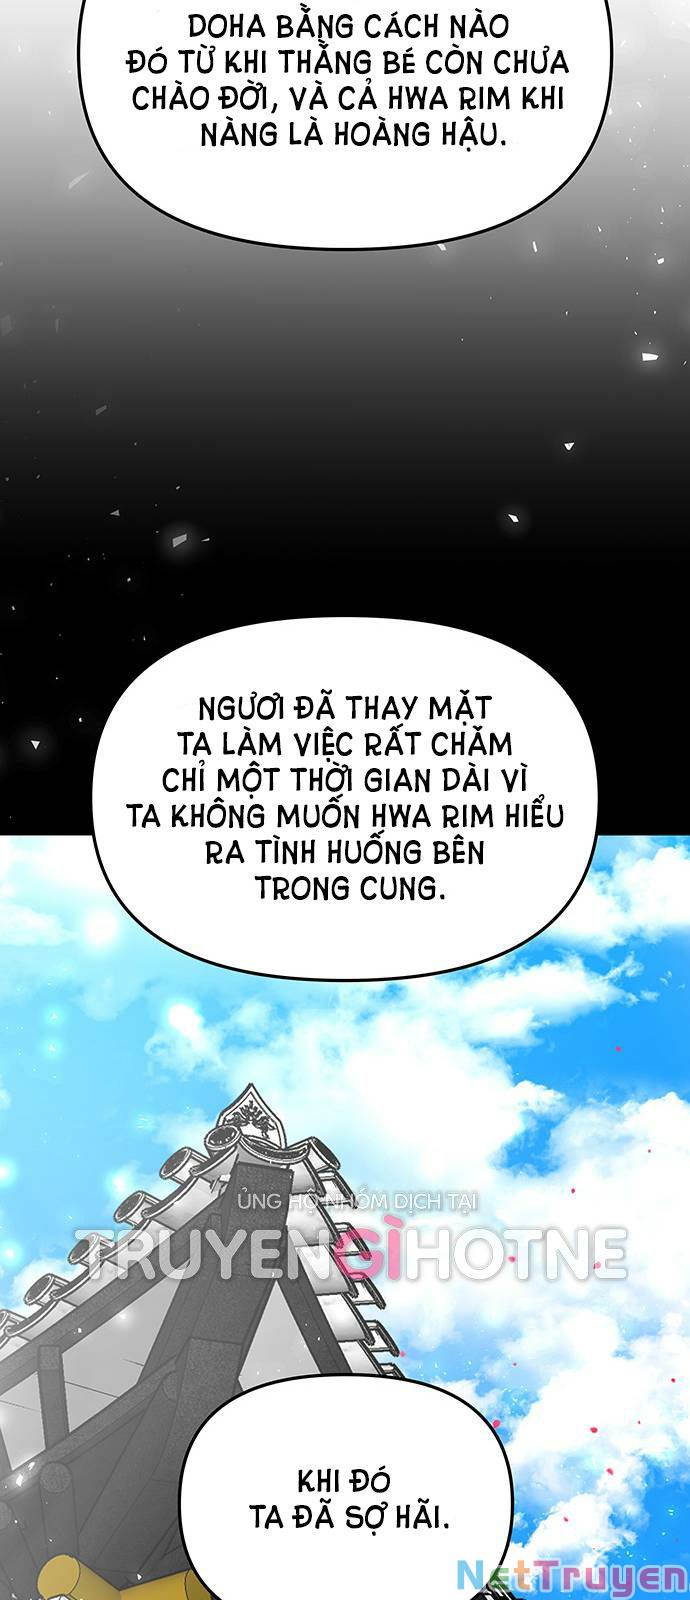 DOHA BẰNG CÁCH NÀO
ĐÓ TỪ KHI THẰNG BÉ CÒN CHƯA
CHÀO ĐỜI, VÀ CẢ HWA RIM KHI
NÀNG LÀ HOÀNG HẬU.
NGƯƠI ĐÃ THAY MẶT
TA LÀM VIỆC RẤT CHĂM
CHỈ MỘT THỜI GIAN DÀI VÌ
TA KHÔNG MUỐN HWA RIM HIỂU
RA TÌNH HUỐNG BÊN
TRONG CUNG.
ỦNG HỘ NHÓM DỊCH TẠI
TRUYENGÌHOTNE
KHI ĐÓ
TA ĐÃ SỢ HÃI.
NetTruyen